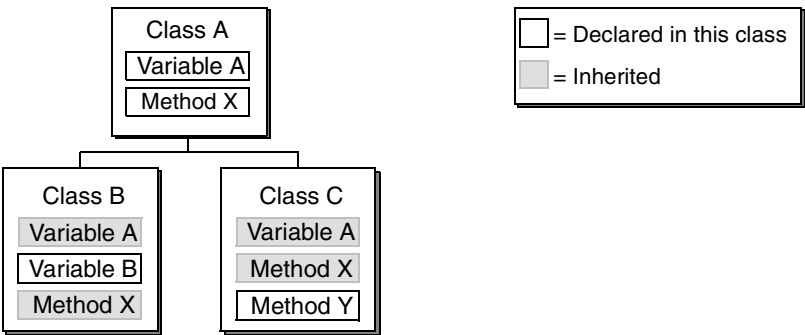 Class A
Variable A
Method X
= Declared in this class
= Inherited
Class B
Variable A
Variable B
Method X
Class C
Variable A
Method X
Method Y